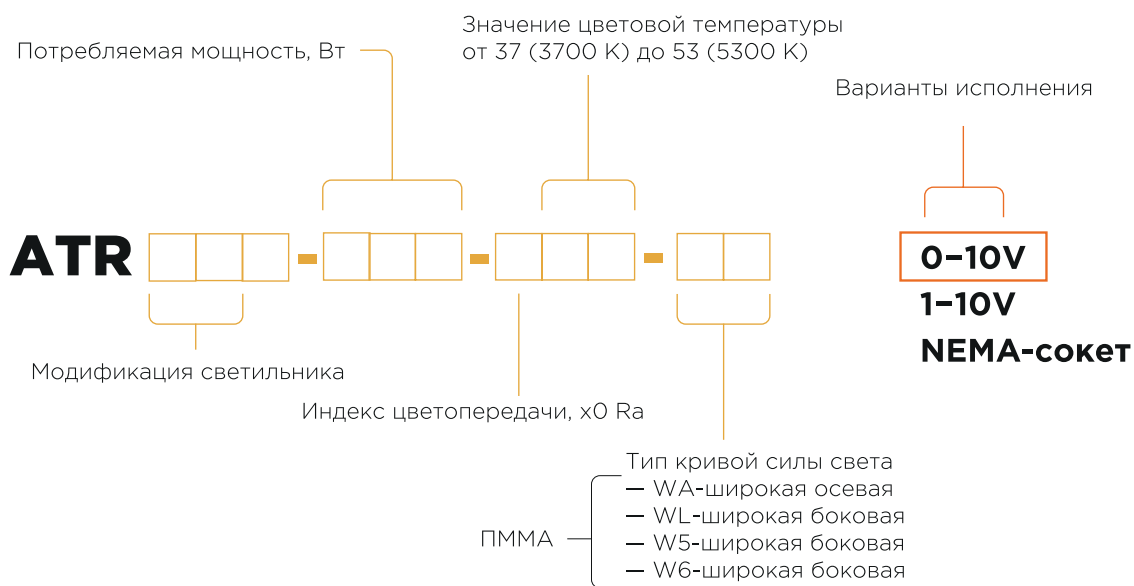 Значение цветовой температуры
от 37 (3700 К) до 53 (5300 К)
Потребляемая мощность, Вт
Варианты исполнения
ATR
0–10V
1–10V
NEMA-сокет
Модификация светильника
Индекс цветопередачи, х0 Ra
Тип кривой силы света
— WA-широкая осевая
— WL-широкая боковая
— W5-широкая боковая
— W6-широкая боковая
ПММА